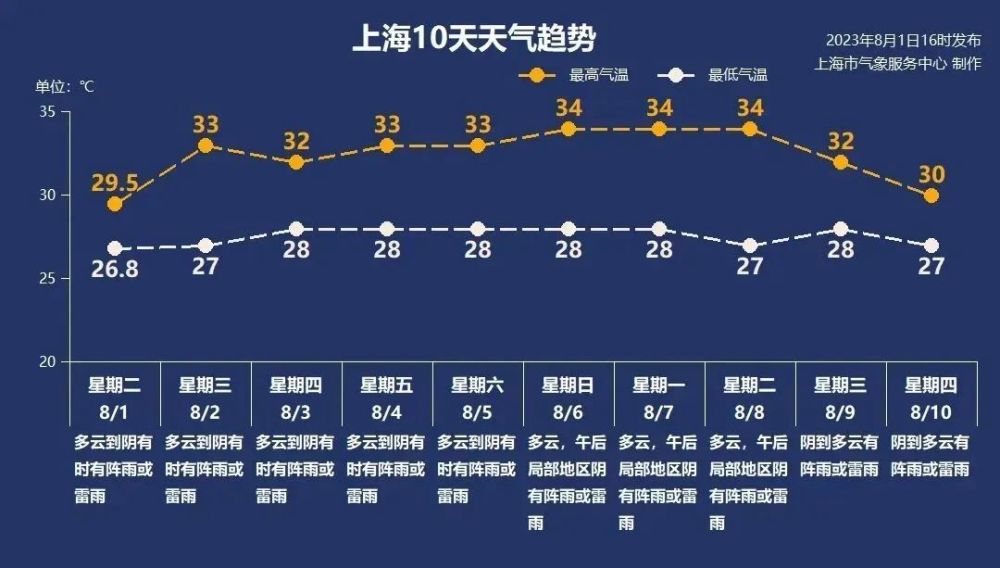 上海10天天气趋势
2023年8月1日16时发布
上海市气象服务中心 制作
单位：℃
最高气温 最低气温
35
30
25
20
29.5 33 32 33 33 34 34 34 32 30
26.8 27 28 28 28 28 28 27 28 27
星期二 星期三 星期四 星期五 星期六 星期日 星期一 星期二 星期三 星期四
8/1 8/2 8/3 8/4 8/5 8/6 8/7 8/8 8/9 8/10
多云到阴有 多云到阴有 多云到阴有 多云到阴有 多云到阴有 多云，午后 多云，午后 多云，午后 阴到多云有 阴到多云有
时有阵雨或 时有阵雨或 时有阵雨或 时有阵雨或 时有阵雨或 局部地区阴 局部地区阴 局部地区阴 阵雨或雷雨 阵雨或雷雨
雷雨 雷雨 雷雨 雷雨 雷雨 有阵雨或雷 有阵雨或雷 有阵雨或雷
雨 雨 雨